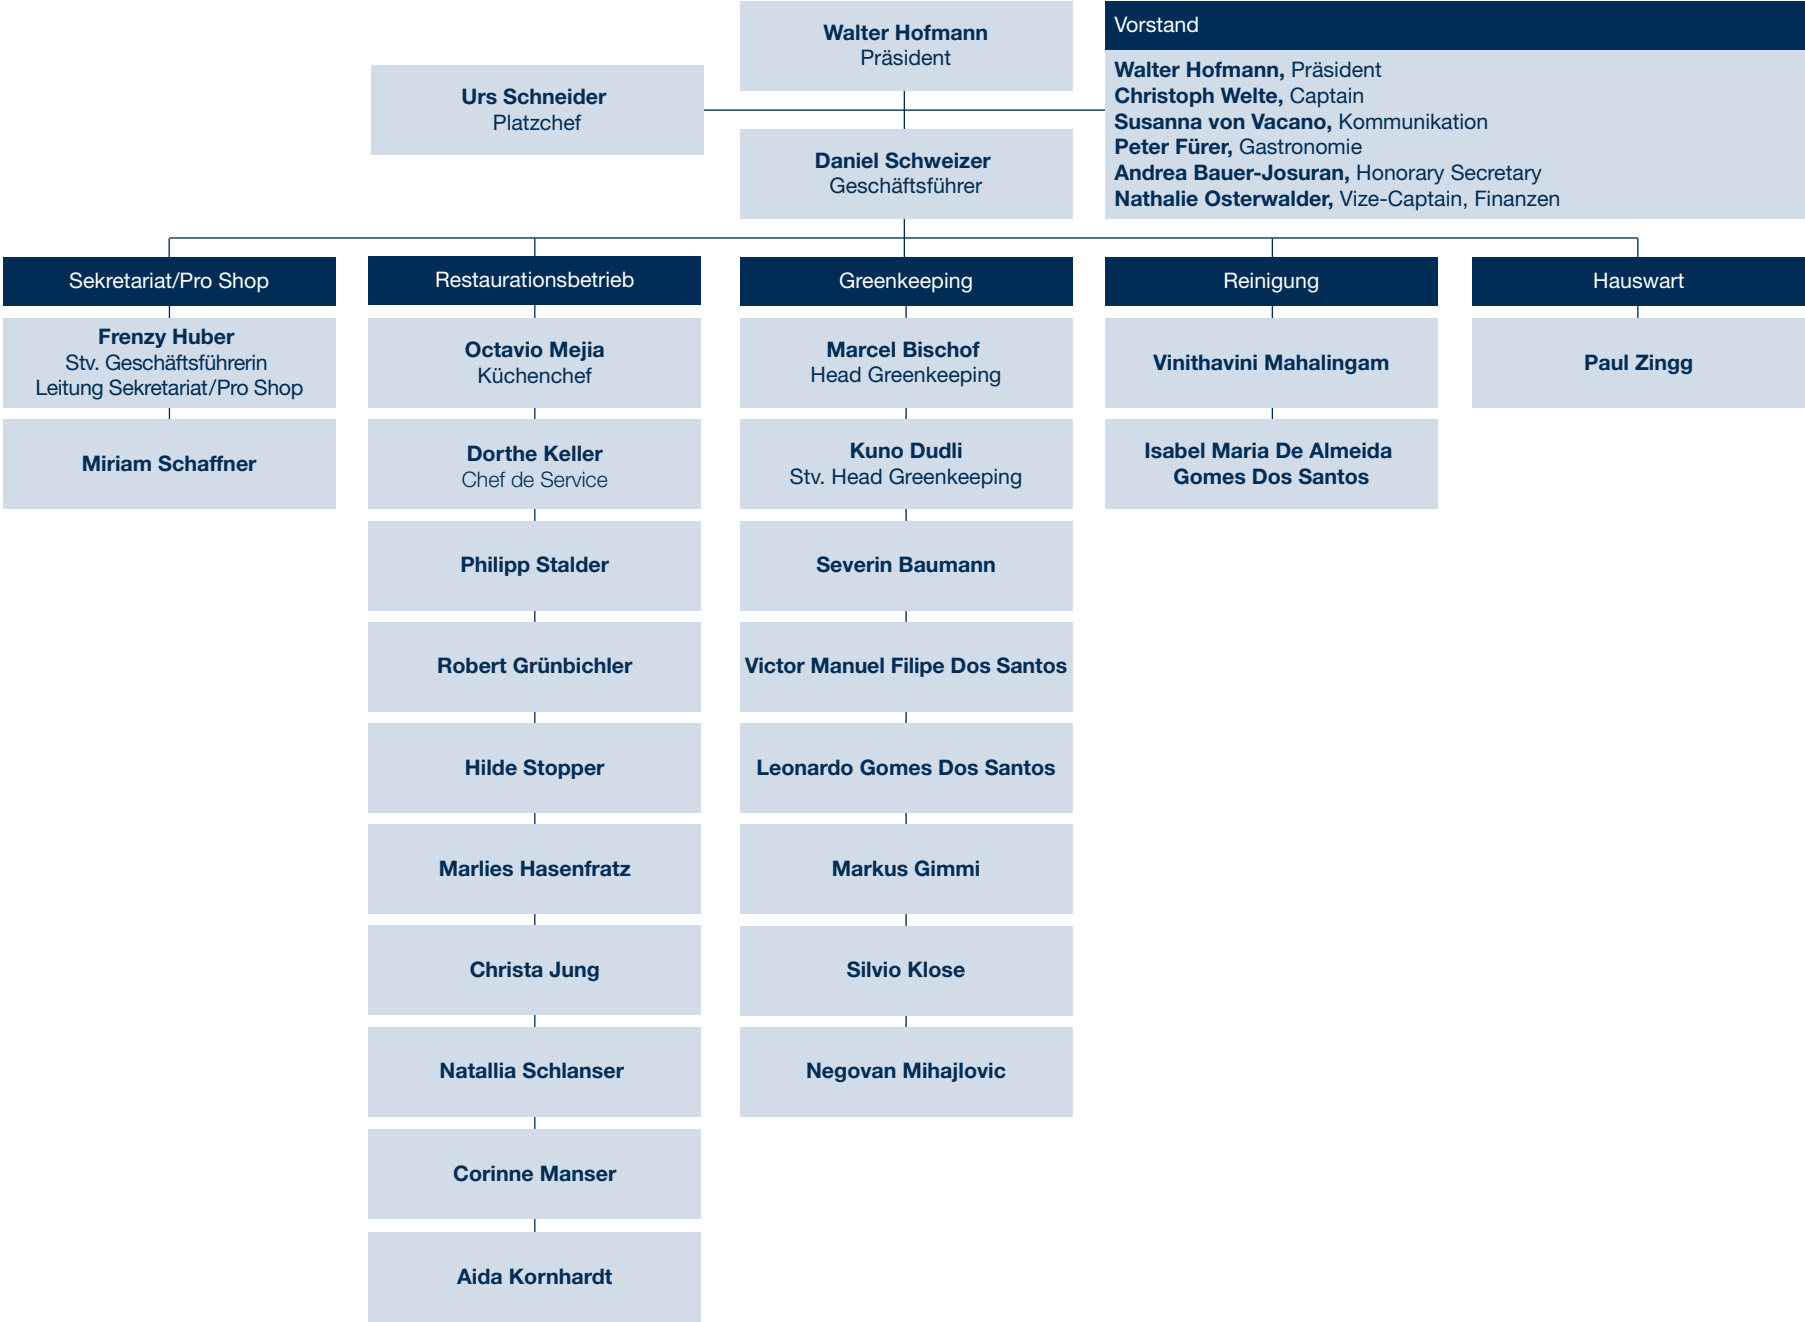 Walter Hofmann
Präsident
Urs Schneider
Platzchef
Daniel Schweizer
Geschäftsführer
Vorstand
Walter Hofmann, Präsident
Christoph Welte, Captain
Susanna von Vacano, Kommunikation
Peter Fürer, Gastronomie
Andrea Bauer-Josuran, Honorary Secretary
Nathalie Osterwalder, Vize-Captain, Finanzen
Sekretariat/Pro Shop
Frenzy Huber
Stv. Geschäftsführerin
Leitung Sekretariat/Pro Shop
Miriam Schaffner
Restaurationsbetrieb
Octavio Mejia
Küchenchef
Dorthe Keller
Chef de Service
Philipp Stalder
Robert Grünbichler
Hilde Stopper
Marlies Hasenfratz
Christa Jung
Natallia Schlanser
Corinne Manser
Aida Kornhardt
Greenkeeping
Marcel Bischof
Head Greenkeeping
Kuno Dudli
Stv. Head Greenkeeping
Severin Baumann
Victor Manuel Filipe Dos Santos
Leonardo Gomes Dos Santos
Markus Gimmi
Silvio Klose
Negovan Mihajlovic
Reinigung
Vinithavini Mahalingam
Isabel Maria De Almeida
Gomes Dos Santos
Hauswart
Paul Zingg